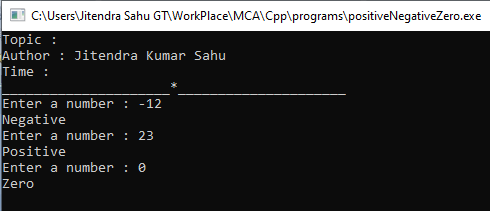 C:\Users\Jitendra Sahu GT\WorkPlace\MCA\Cpp\programs\positiveNegativeZero.exe
Topic :
Author : Jitendra Kumar Sahu
Time :
_____________________*_____________________
Enter a number : -12
Negative
Enter a number : 23
Positive
Enter a number : 0
Zero